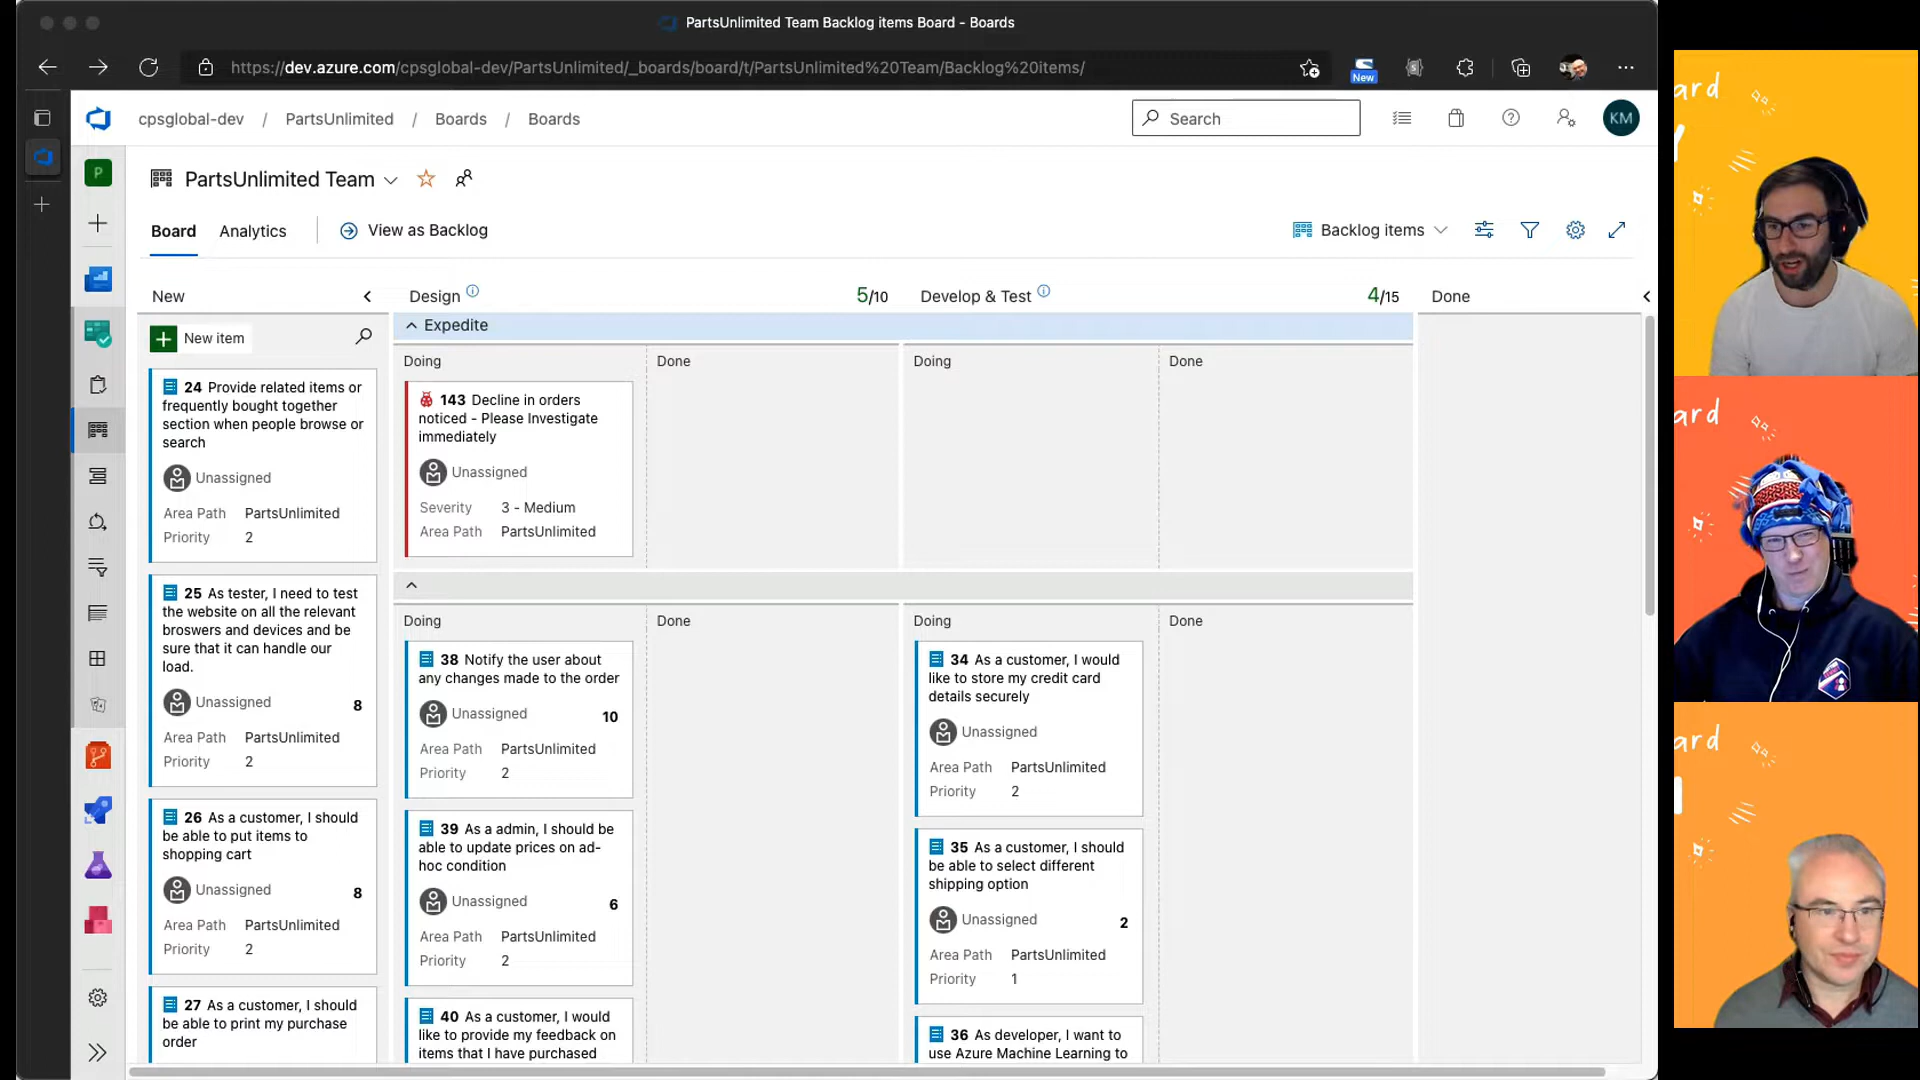 PartsUnlimited Team Backlog items Board - Boards
https://dev.azure.com/cpsglobal-dev/PartsUnlimited/_boards/board/t/PartsUnlimited%20Team/Backlog%20items/
New
cpsglobal-dev / PartsUnlimited / Boards / Boards
Search
KM
P
PartsUnlimited Team
Board
Analytics
View as Backlog
Backlog items
New
Design
5/10
Develop & Test
4/15
Done
Expedite
New item
Doing
Done
Doing
Done
24 Provide related items or
frequently bought together
section when people browse or
search
Unassigned
Area Path PartsUnlimited
Priority 2
25 As tester, I need to test
the website on all the relevant
broswers and devices and be
sure that it can handle our
load.
Unassigned 8
Area Path PartsUnlimited
Priority 2
26 As a customer, I should
be able to put items to
shopping cart
Unassigned 8
Area Path PartsUnlimited
Priority 2
27 As a customer, I should
be able to print my purchase
order
143 Decline in orders
noticed - Please Investigate
immediately
Unassigned
Severity 3 - Medium
Area Path PartsUnlimited
Doing
Done
Doing
Done
38 Notify the user about
any changes made to the order
Unassigned 10
Area Path PartsUnlimited
Priority 2
39 As a admin, I should be
able to update prices on ad-
hoc condition
Unassigned 6
Area Path PartsUnlimited
Priority 2
40 As a customer, I would
like to provide my feedback on
items that I have purchased
34 As a customer, I would
like to store my credit card
details securely
Unassigned
Area Path PartsUnlimited
Priority 2
35 As a customer, I should
be able to select different
shipping option
Unassigned 2
Area Path PartsUnlimited
Priority 1
36 As developer, I want to
use Azure Machine Learning to
ard
ard
ard